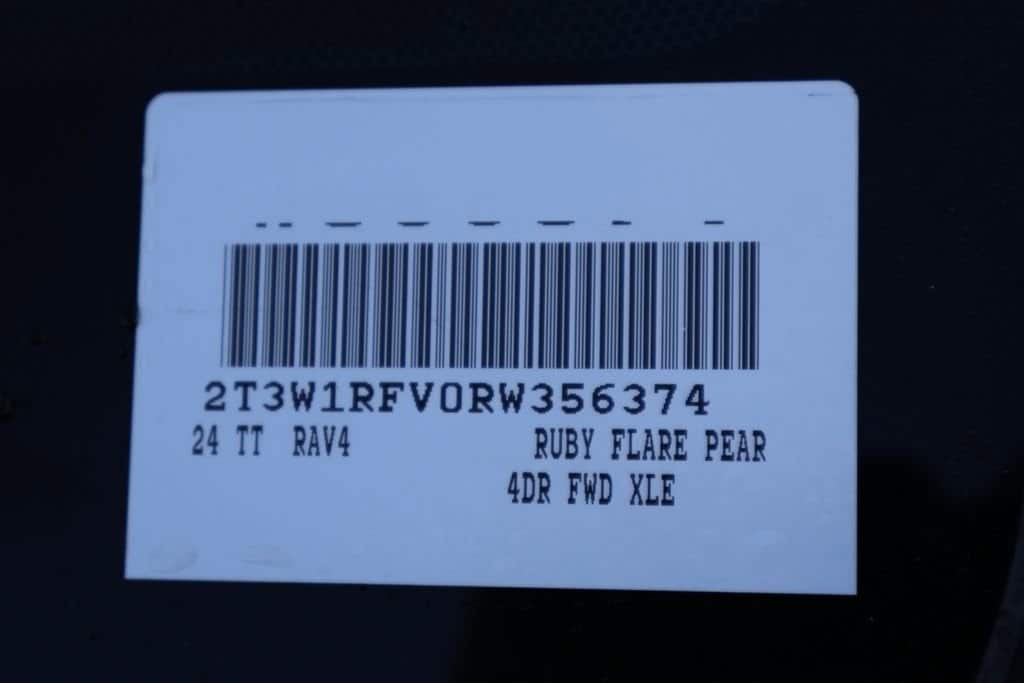 2T3W1RFV0RW356374
24 TT RAV4 RUBY FLARE PEAR
4DR FWD XLE